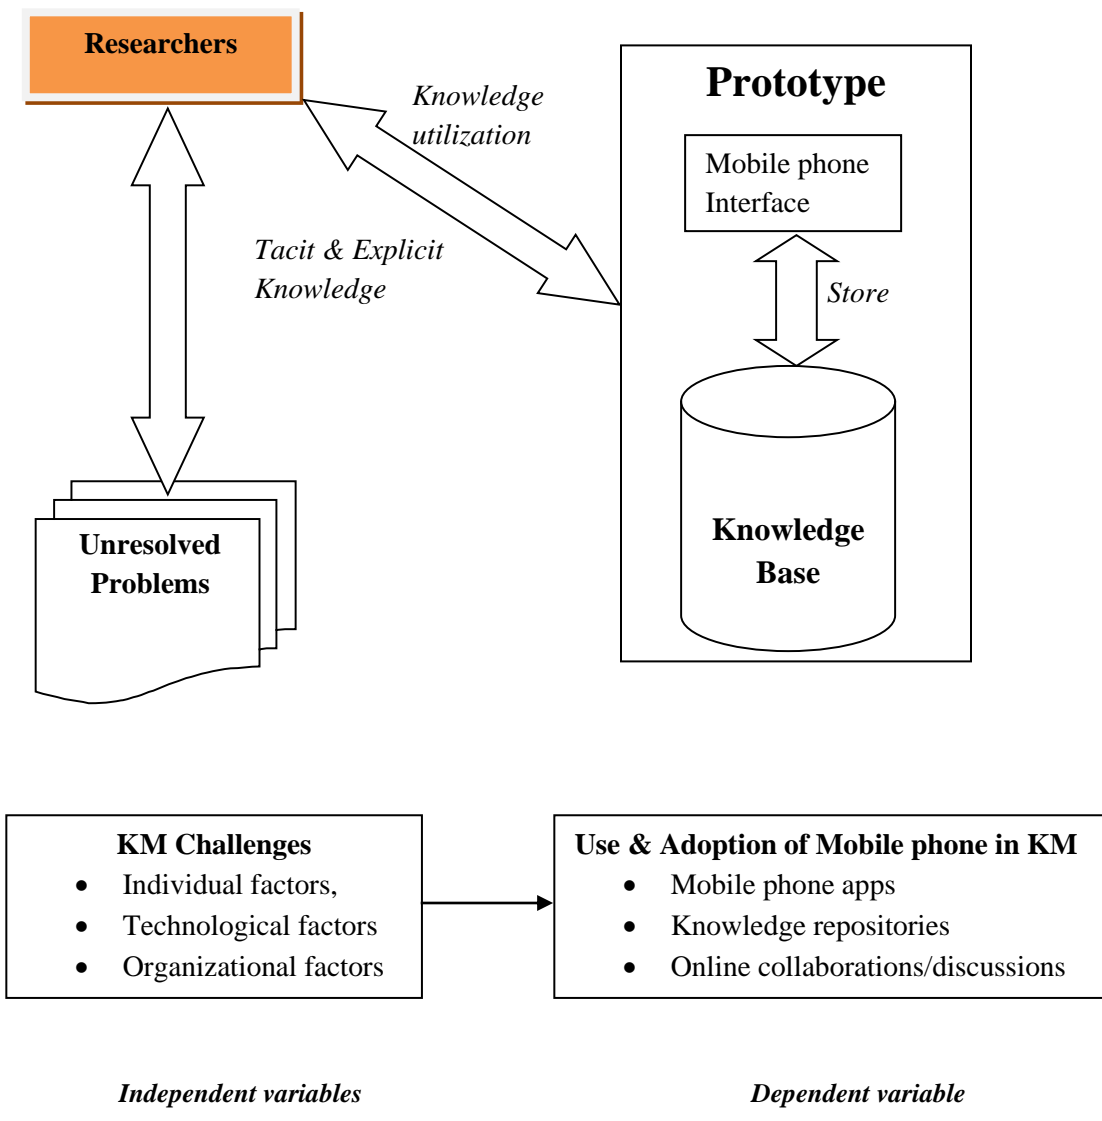 Researchers
Knowledge
utilization
Prototype
Mobile phone
Interface
Tacit & Explicit
Knowledge
Store
Unresolved
Problems
Knowledge
Base
KM Challenges
• Individual factors,
• Technological factors
• Organizational factors
Use & Adoption of Mobile phone in KM
• Mobile phone apps
• Knowledge repositories
• Online collaborations/discussions
Independent variables
Dependent variable